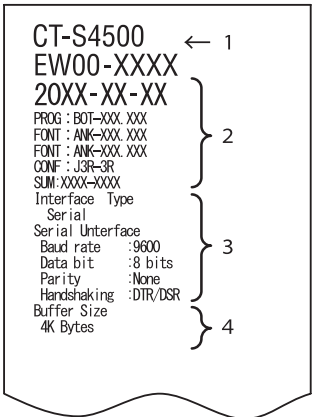 CT-S4500 ← 1
EW00-XXXX
20XX-XX-XX
PROG : BOT-XXX. XXX
FONT : ANK-XXX. XXX
FONT : ANK-XXX. XXX
CONF : J3R-3R
SUM:XXXX-XXXX
2
Interface Type
Serial
Serial Unterface
Baud rate :9600
Data bit :8 bits
Parity :None
Handshaking :DTR/DSR
3
Buffer Size
4K Bytes
4